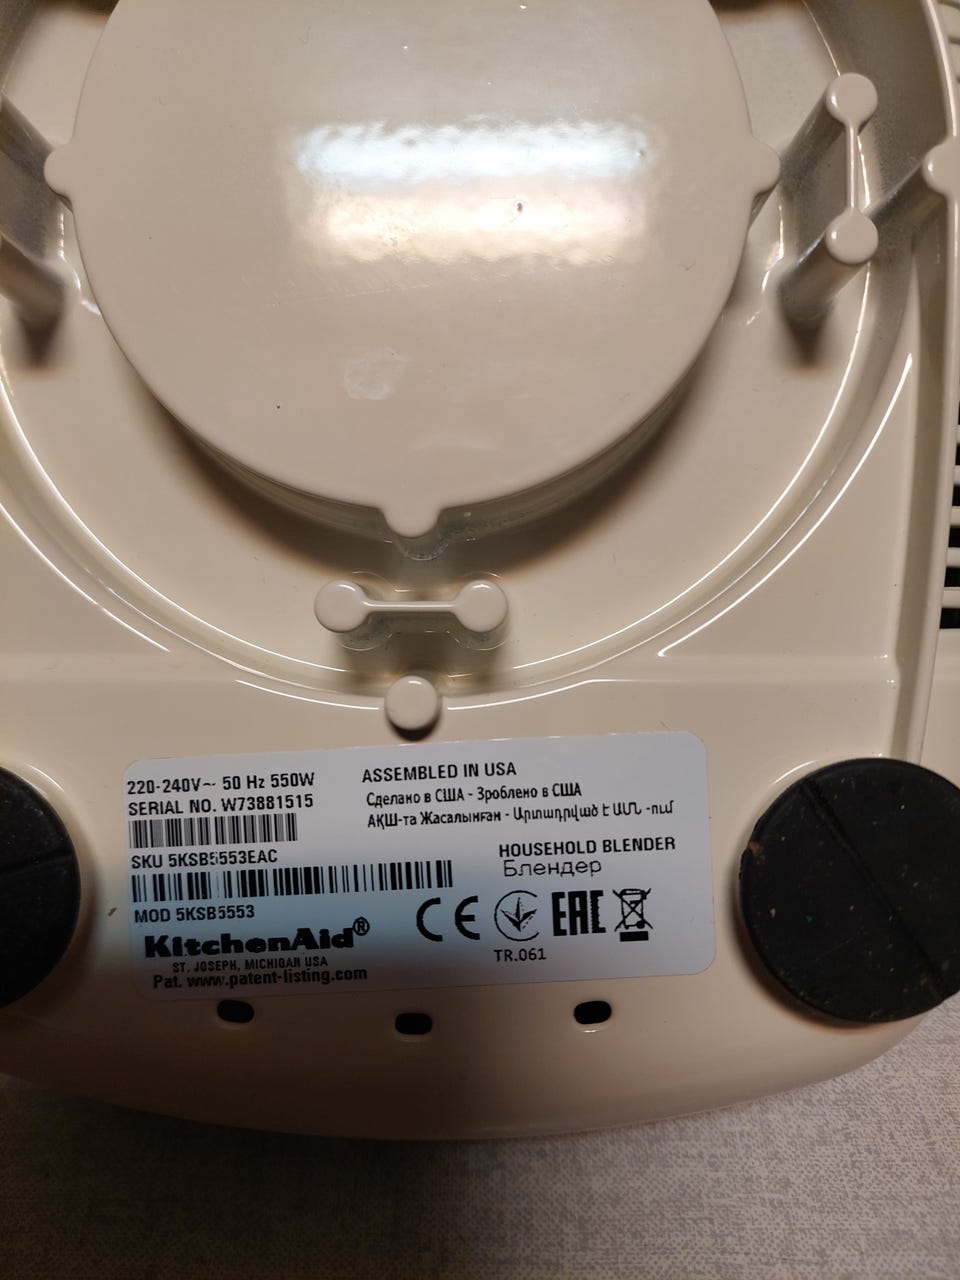 220-240V~ 50 Hz 550W
SERIAL NO. W73881515
SKU 5KSB5553EAC
MOD 5KSB5553
KitchenAid®
ST. JOSEPH, MICHIGAN USA
Pat. www.patent-listing.com
ASSEMBLED IN USA
Сделано в США - Зроблено в США
АҚШ-та Жасалынған - Արտադրված է ԱՄՆ -ում
HOUSEHOLD BLENDER
Блендер
CE EAC
TR.061